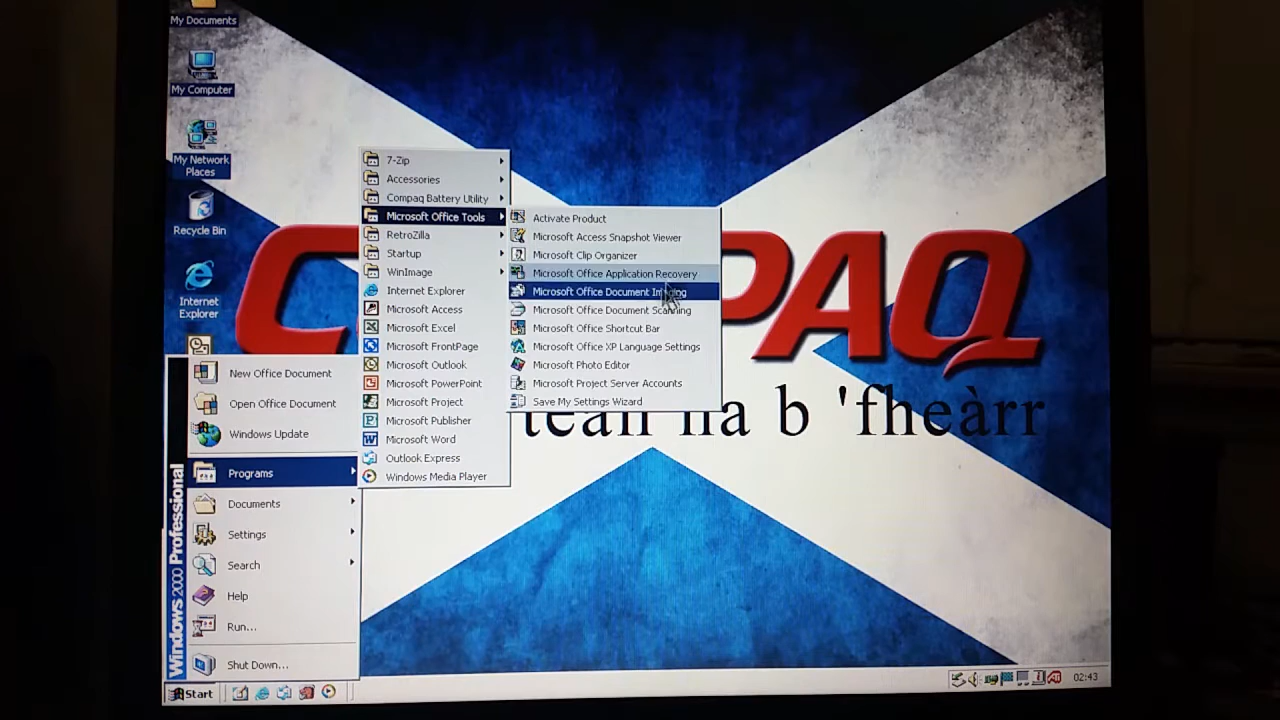 My Documents
My Computer
My Network
Places
Recycle Bin
Internet
Explorer
7-Zip
Accessories
Compaq Battery Utility
Microsoft Office Tools
RetroZilla
Startup
WinImage
Internet Explorer
Microsoft Access
Microsoft Excel
Microsoft FrontPage
Microsoft Outlook
Microsoft PowerPoint
Microsoft Project
Microsoft Publisher
Microsoft Word
Outlook Express
Windows Media Player
Activate Product
Microsoft Access Snapshot Viewer
Microsoft Clip Organizer
Microsoft Office Application Recovery
Microsoft Office Document Imaging
Microsoft Office Document Scanning
Microsoft Office Shortcut Bar
Microsoft Office XP Language Settings
Microsoft Photo Editor
Microsoft Project Server Accounts
Save My Settings Wizard
New Office Document
Open Office Document
Windows Update
Programs
Documents
Settings
Search
Help
Run...
Shut Down...
Windows 2000 Professional
PAQ
na b 'fheàrr
Start
02:43